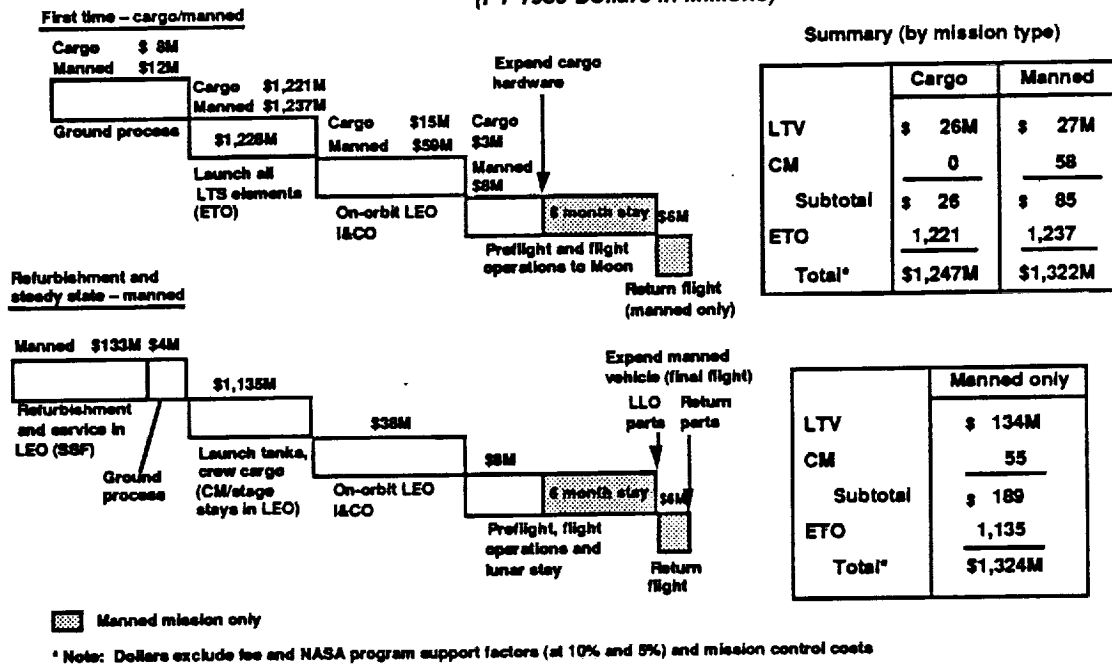 First time – cargo/manned
Cargo $ 8M
Manned $12M
Ground process
Cargo $1,221M
Manned $1,237M
$1,228M
Launch all
LTS elements
(ETO)
Cargo $15M
Manned $59M
On-orbit LEO
I&CO
Cargo
$3M
Manned
$8M
Expend cargo
hardware
6 month stay
$6M
Preflight and flight
operations to Moon
Return flight
(manned only)
Summary (by mission type)
Cargo Manned
LTV $ 26M $ 27M
CM 0 58
Subtotal $ 26 $ 85
ETO 1,221 1,237
Total* $1,247M $1,322M
Refurbishment and
steady state – manned
Manned $133M $4M
Refurbishment
and service in
LEO (SSF)
Ground
process
$1,135M
Launch tanks,
crew cargo
(CM/stage
stays in LEO)
$38M
On-orbit LEO
I&CO
$8M
6 month stay
Preflight, flight
operations and
lunar stay
Expend manned
vehicle (final flight)
LLO Return
parts parts
$6M
Return
flight
Manned only
LTV $ 134M
CM 55
Subtotal $ 189
ETO 1,135
Total* $1,324M
Manned mission only
* Note: Dollars exclude fee and NASA program support factors (at 10% and 5%) and mission control costs